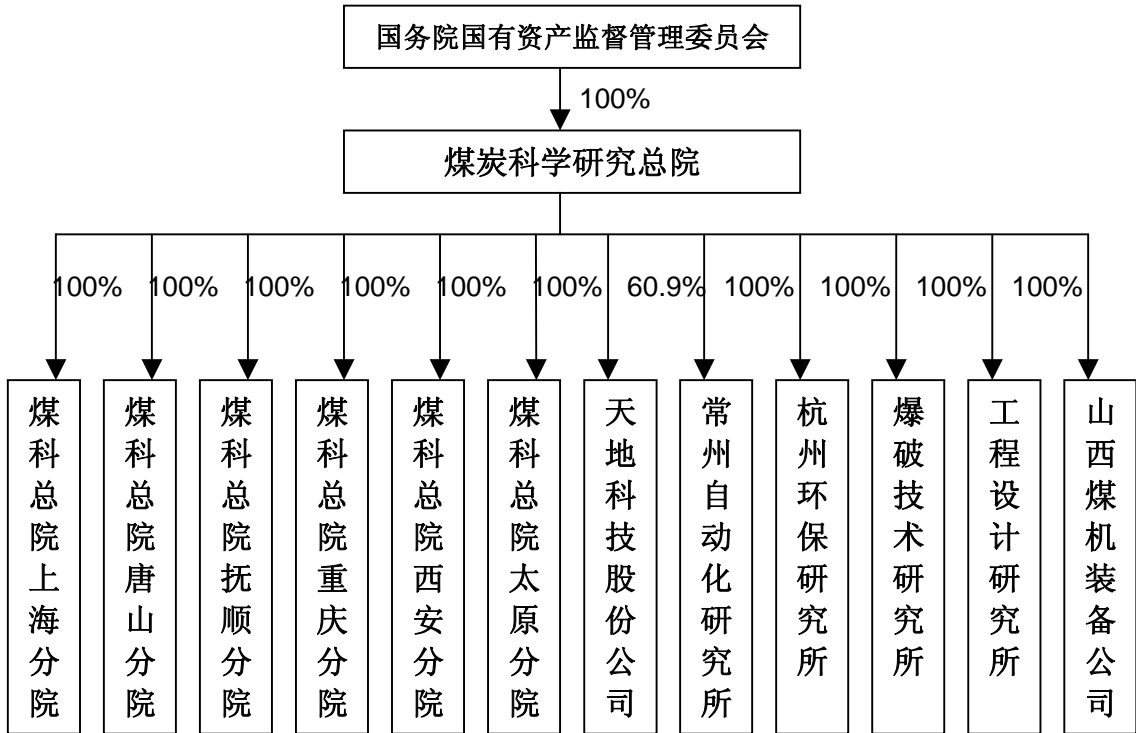 国务院国有资产监督管理委员会
100%
煤炭科学研究总院
100%
100%
100%
100%
100%
100%
60.9%
100%
100%
100%
100%
煤科总院上海分院
煤科总院唐山分院
煤科总院抚顺分院
煤科总院重庆分院
煤科总院西安分院
煤科总院太原分院
天地科技股份公司
常州自动化研究所
杭州环保研究所
爆破技术研究所
工程设计研究所
山西煤机装备公司